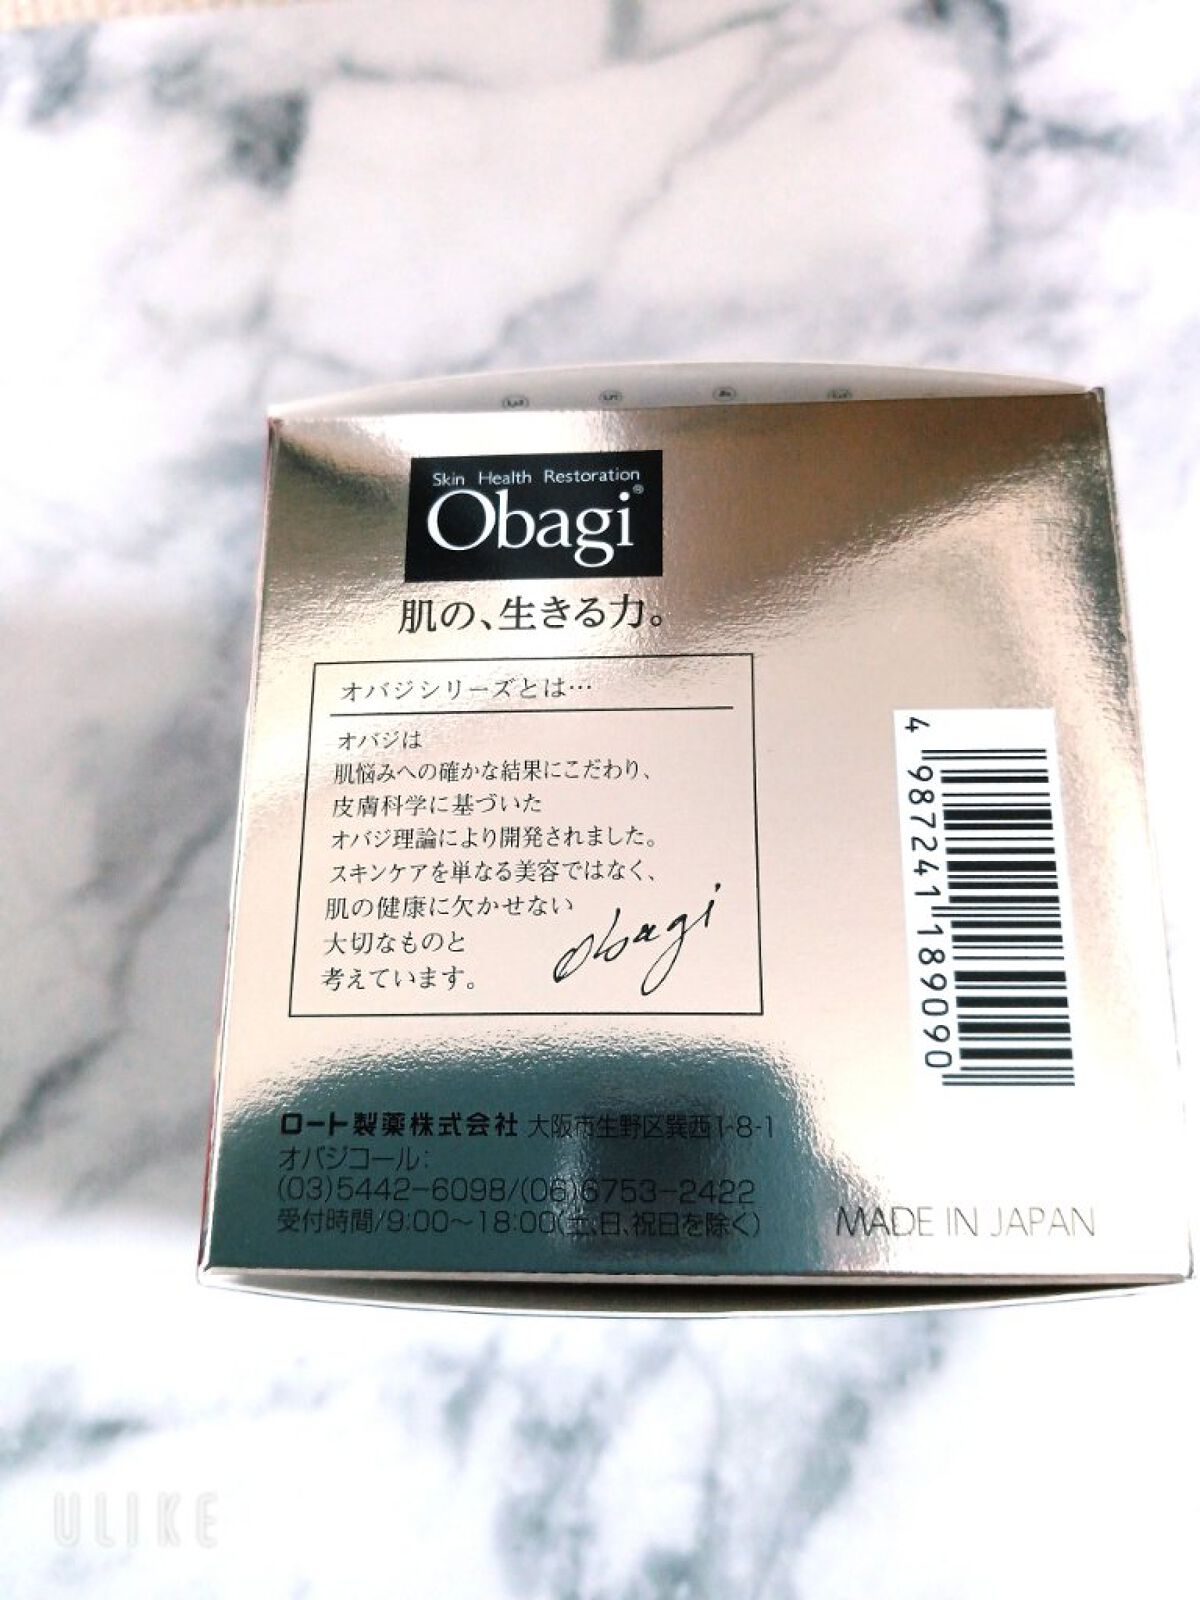 Skin Health Restoration
Obagi®
肌の、生きる力。
オバジシリーズとは…
オバジは
肌悩みへの確かな結果にこだわり、
皮膚科学に基づいた
オバジ理論により開発されました。
スキンケアを単なる美容ではなく、
肌の健康に欠かせない
大切なものと
考えています。
Obagi
4 987241 189090
ロート製薬株式会社 大阪市生野区巽西1-8-1
オバジコール:
(03)5442-6098/(06)6753-2422
受付時間/9:00〜18:00(土、日、祝日を除く)
MADE IN JAPAN
ULIKE